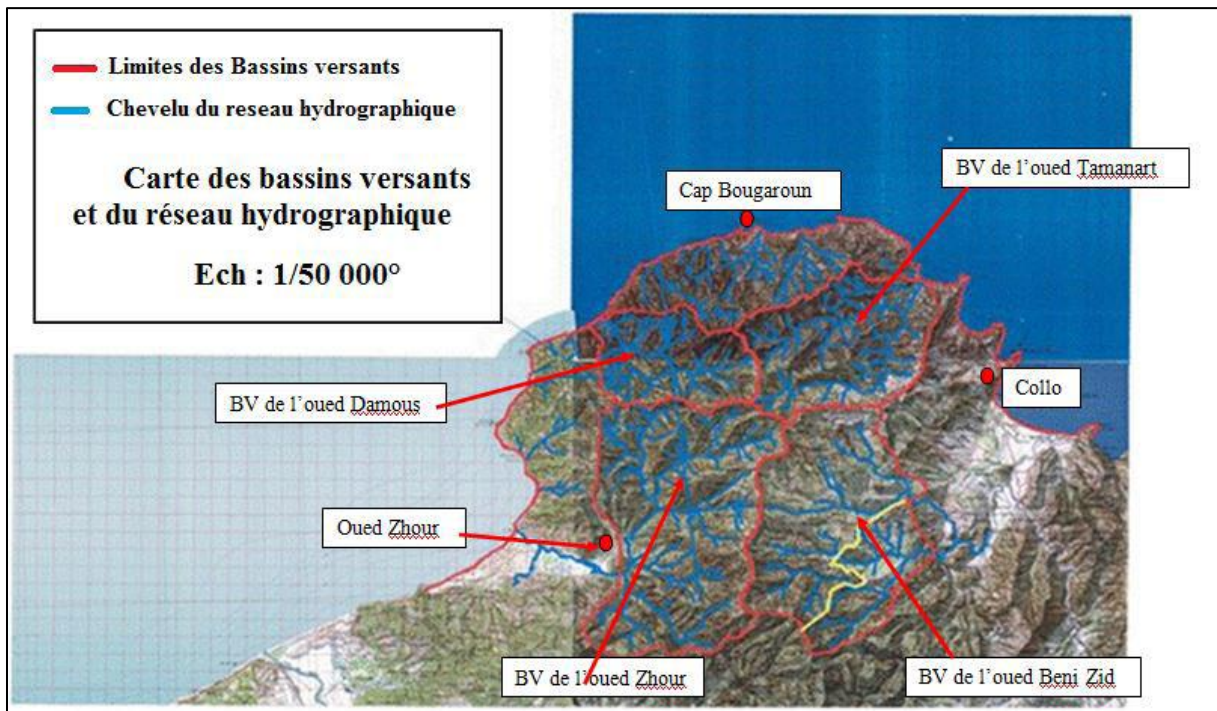 Limites des Bassins versants
Chevelu du reseau hydrographique
Carte des bassins versants
et du réseau hydrographique
Ech : 1/50 000°
BV de l’oued Tamanart
Cap Bougaroun
Collo
BV de l’oued Damous
Oued Zhour
BV de l’oued Zhour
BV de l’oued Beni Zid